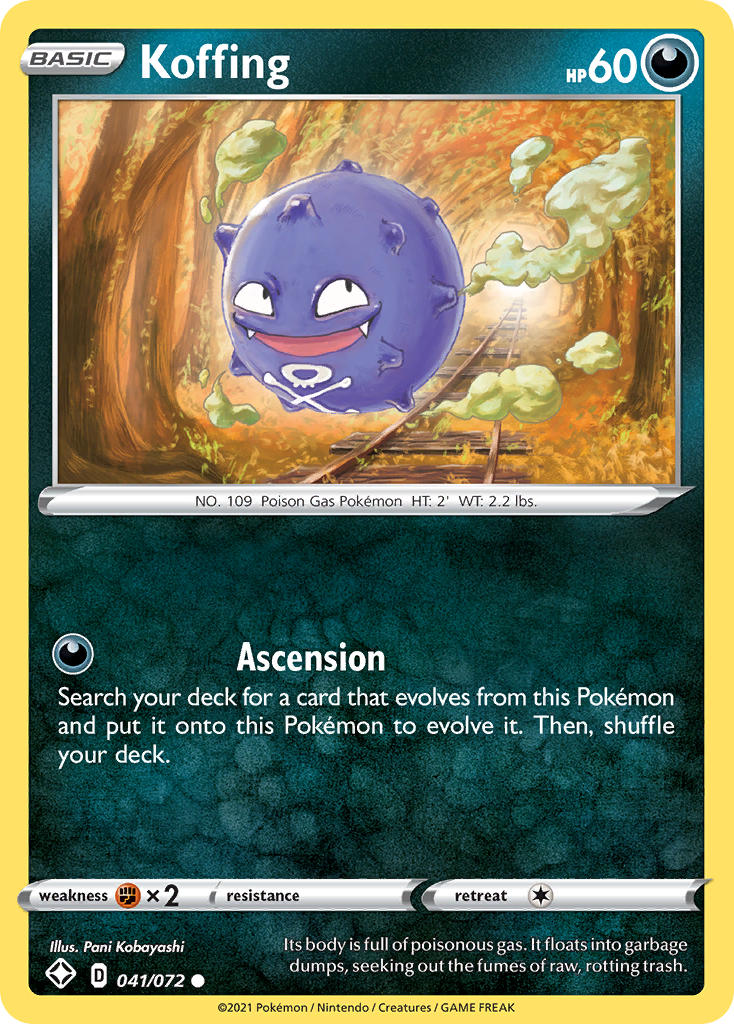 BASIC
Koffing
HP60
NO. 109 Poison Gas Pokémon HT: 2' WT: 2.2 lbs.
Ascension
Search your deck for a card that evolves from this Pokémon
and put it onto this Pokémon to evolve it. Then, shuffle
your deck.
weakness ×2 resistance retreat
Illus. Pani Kobayashi
Its body is full of poisonous gas. It floats into garbage
dumps, seeking out the fumes of raw, rotting trash.
D 041/072
©2021 Pokémon / Nintendo / Creatures / GAME FREAK